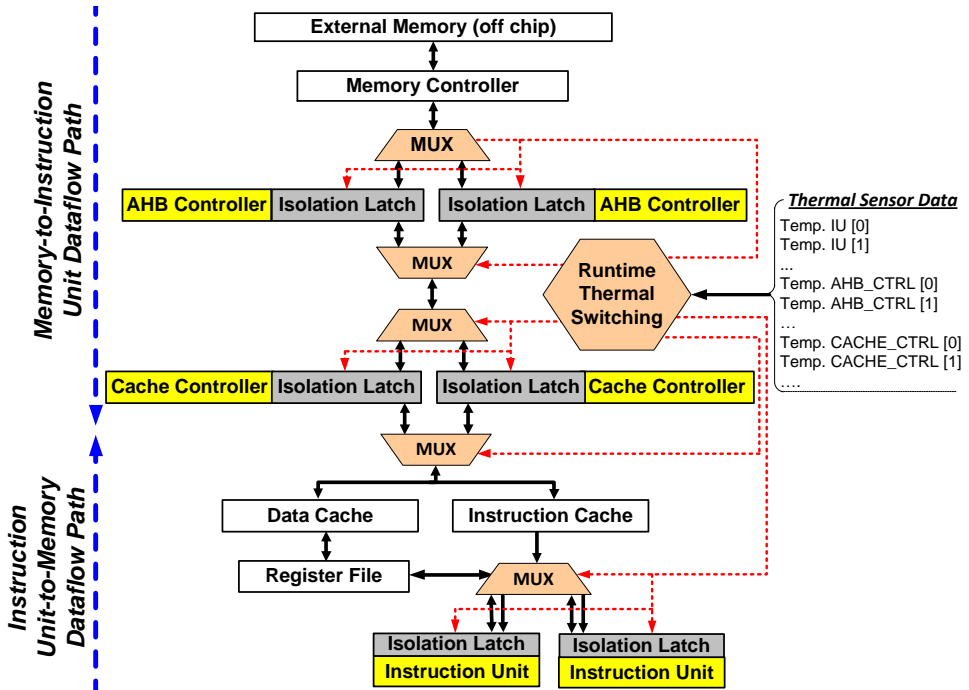 External Memory (off chip)
Memory Controller
MUX
AHB Controller
Isolation Latch
Isolation Latch
AHB Controller
MUX
Runtime
Thermal
Switching
MUX
Cache Controller
Isolation Latch
Isolation Latch
Cache Controller
MUX
Data Cache
Instruction Cache
Register File
MUX
Isolation Latch
Instruction Unit
Isolation Latch
Instruction Unit
Thermal Sensor Data
Temp. IU [0]
Temp. IU [1]
...
Temp. AHB_CTRL [0]
Temp. AHB_CTRL [1]
...
Temp. CACHE_CTRL [0]
Temp. CACHE_CTRL [1]
....
Memory-to-Instruction
Unit Dataflow Path
Instruction
Unit-to-Memory
Dataflow Path